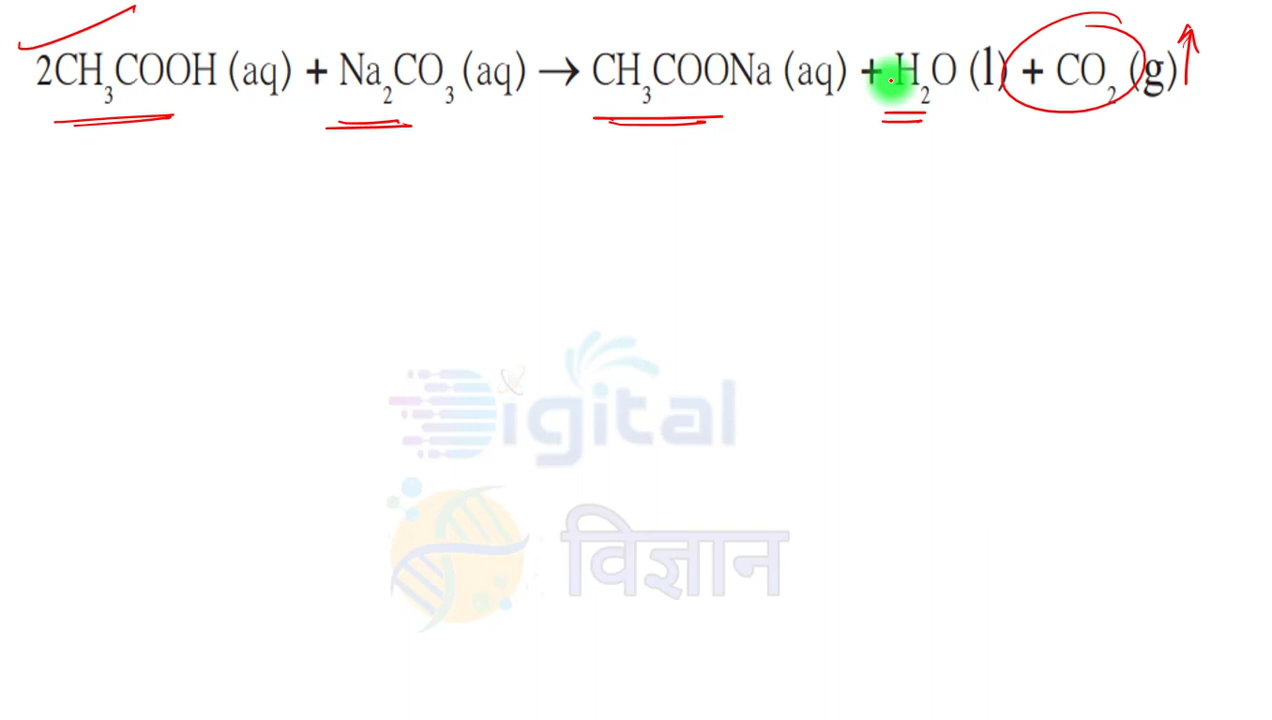 2CH₃COOH (aq) + Na₂CO₃ (aq) → CH₃COONa (aq) + H₂O (l) + CO₂ (g)↑
Digital
विज्ञान